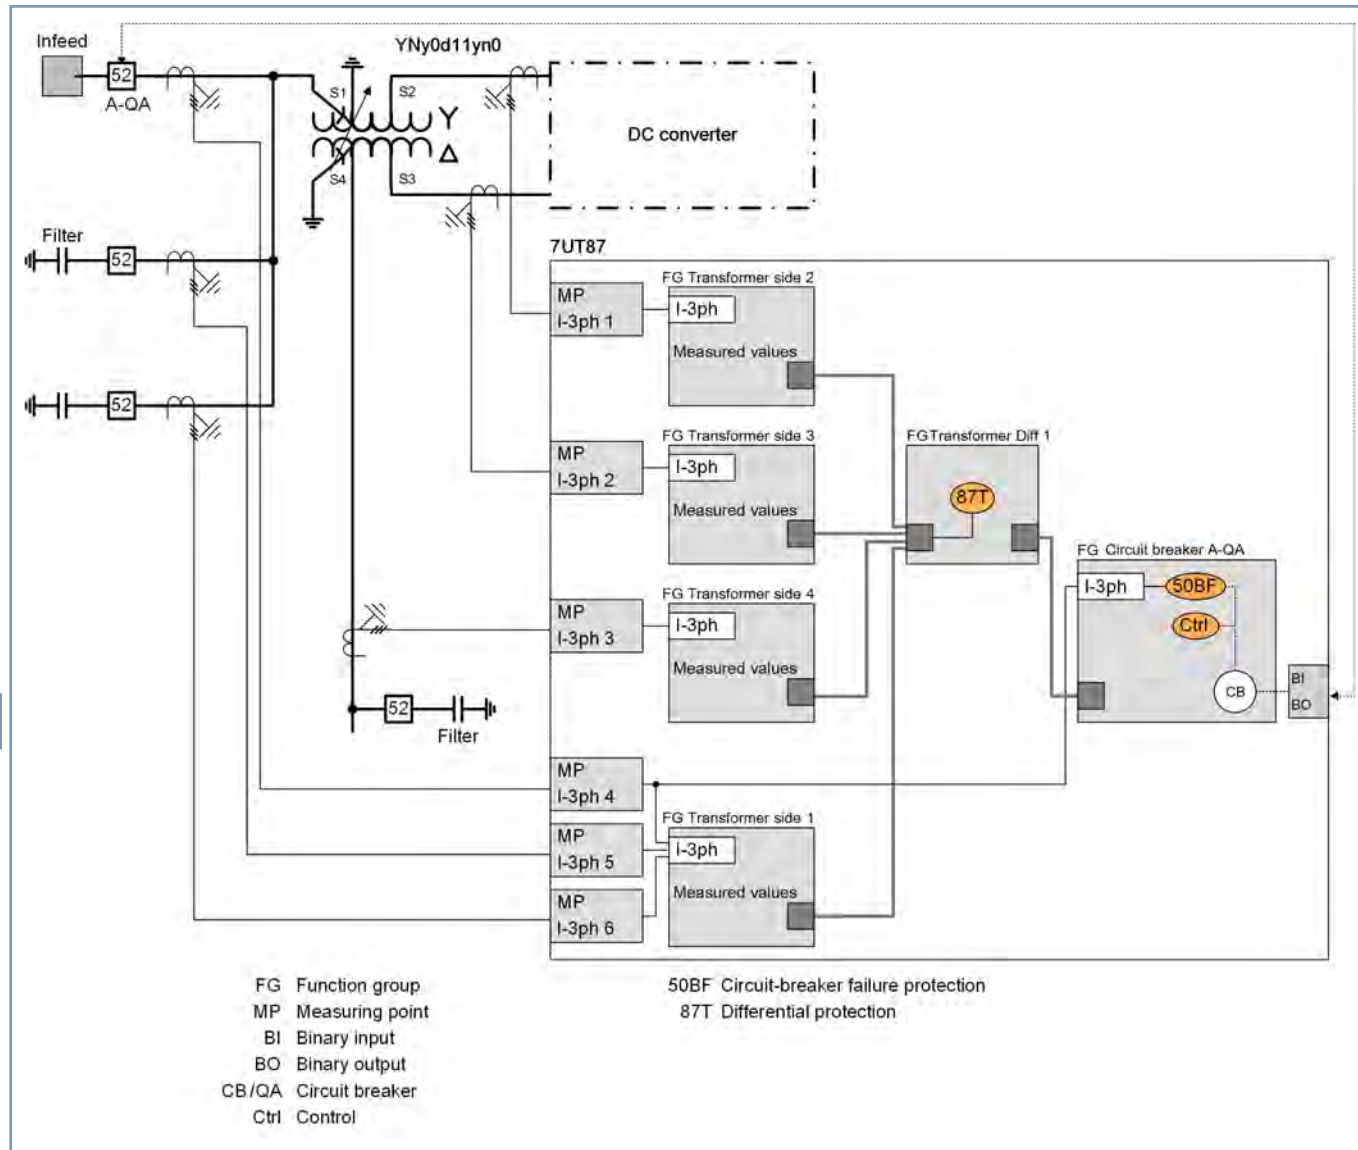 Infeed
YNy0d11yn0
52
A-QA
S1
S2
Y
Δ
S4
S3
DC converter
Filter
52
52
7UT87
FG Transformer side 2
MP
I-3ph 1
I-3ph
Measured values
FG Transformer side 3
MP
I-3ph 2
I-3ph
Measured values
FG Transformer Diff 1
87T
FG Circuit breaker A-QA
I-3ph
50BF
Ctrl
CB
BI
BO
FG Transformer side 4
MP
I-3ph 3
I-3ph
Measured values
52
Filter
MP
I-3ph 4
FG Transformer side 1
MP
I-3ph 5
I-3ph
Measured values
MP
I-3ph 6
FG Function group
MP Measuring point
BI Binary input
BO Binary output
CB/QA Circuit breaker
Ctrl Control
50BF Circuit-breaker failure protection
87T Differential protection